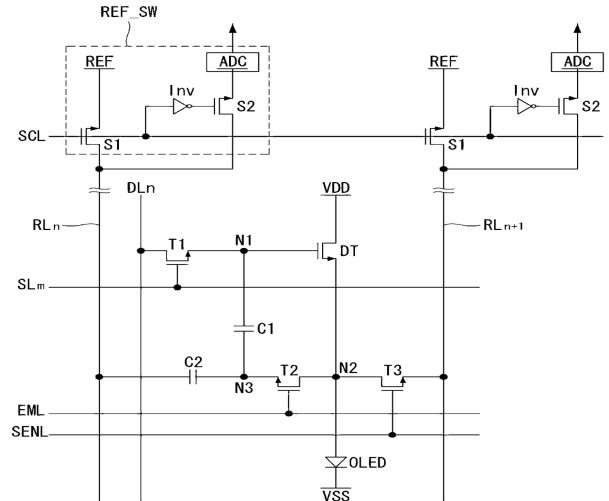 REF_SW
REF ADC REF ADC
Inv Inv
S2 S2
SCL S1 S1
DLn VDD
RLn RLn+1
T1 N1 DT
SLm
C1
C2 T2 N2 T3
N3
EML
SENL
OLED
VSS